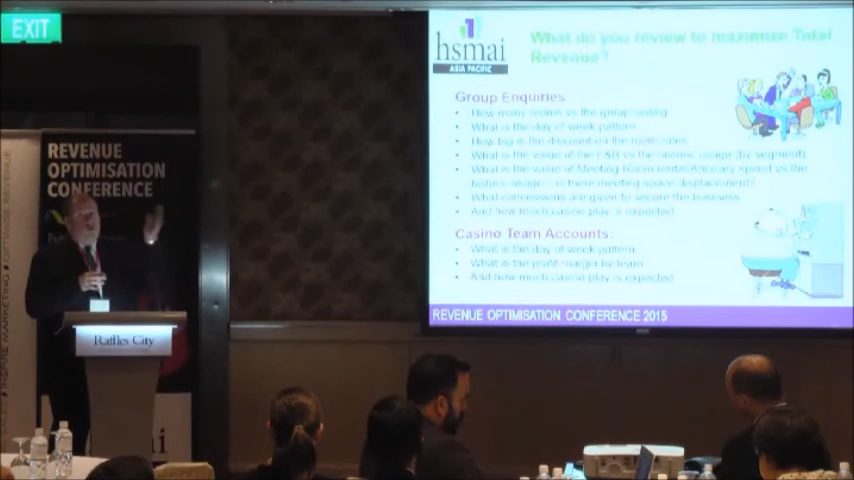 EXIT
hsmai
ASIA PACIFIC
What do you review to maximize Total
Revenue?
Group Enquiries:
• How many rooms vs the group ceiling
• What is the day of week pattern
• How big is the discount on the room rates
• What is the value of the F&B vs the historic usage (by segment)
• What is the value of Meeting Room rental/Ancillary spend vs the
historic usage – is there meeting space displacement?
• What concessions are given to secure the business
• And how much casino play is expected
Casino Team Accounts:
• What is the day of week pattern
• What is the profit margin by team
• And how much casino play is expected
REVENUE OPTIMISATION CONFERENCE 2015
REVENUE
OPTIMISATION
CONFERENCE
Raffles City
INSPIRE MARKETING
OPTIMISE REVENUE